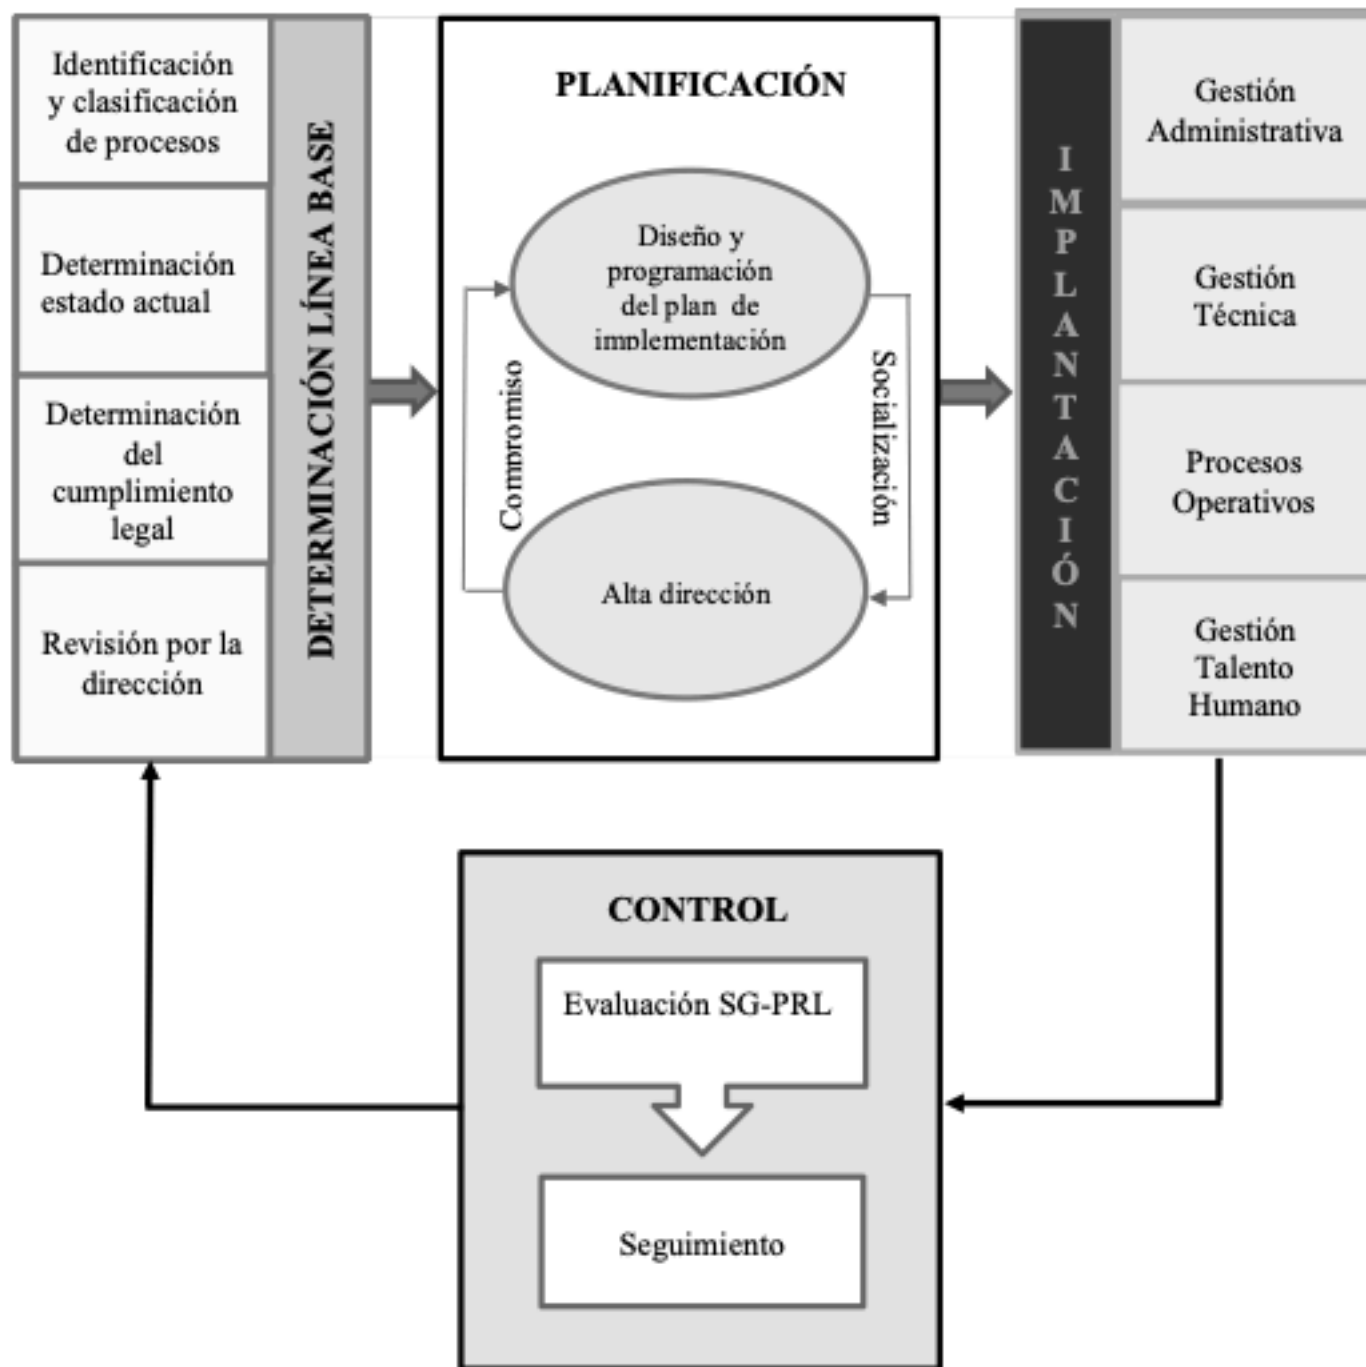 Identificación
y clasificación
de procesos
Determinación
estado actual
Determinación
del
cumplimiento
legal
Revisión por la
dirección
DETERMINACIÓN LÍNEA BASE
PLANIFICACIÓN
Diseño y
programación
del plan de
implementación
Compromiso
Socialización
Alta dirección
IMPLANTACIÓN
Gestión
Administrativa
Gestión
Técnica
Procesos
Operativos
Gestión
Talento
Humano
CONTROL
Evaluación SG-PRL
Seguimiento